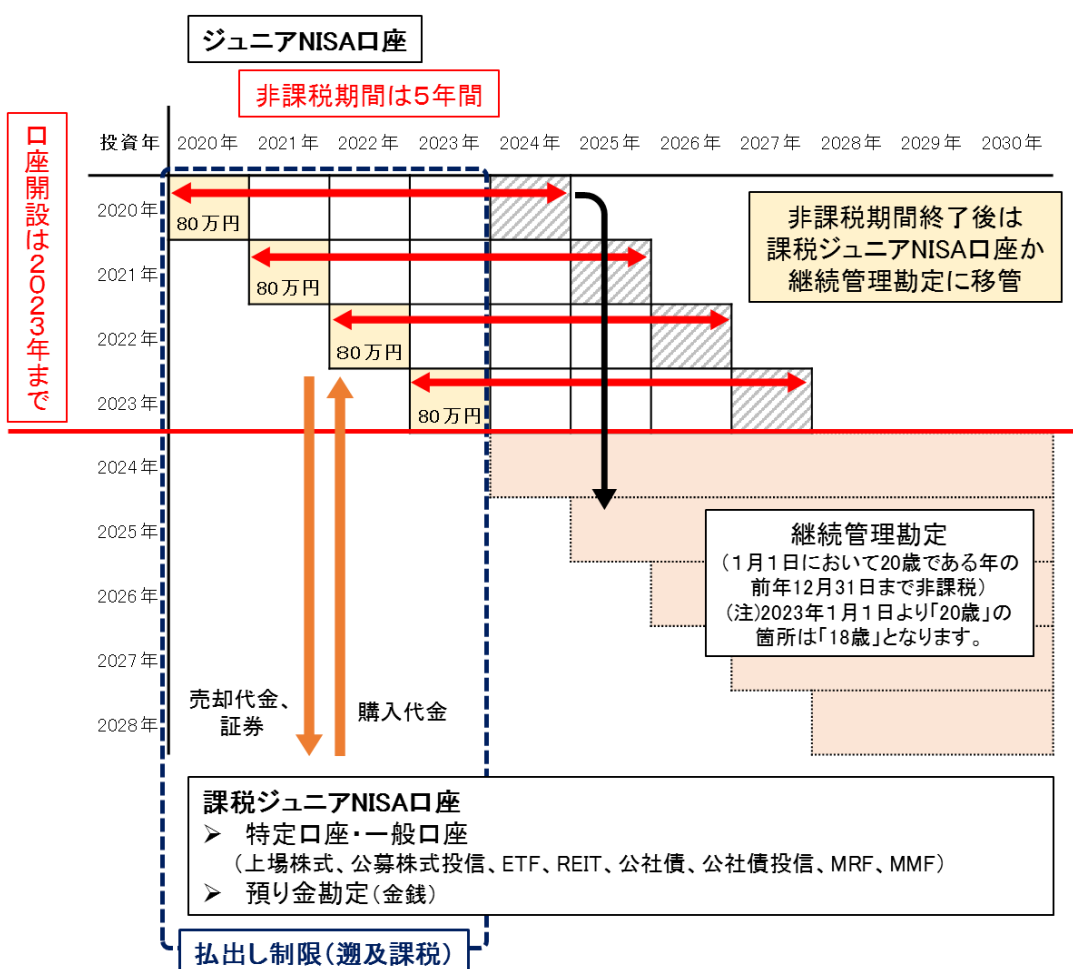 ジュニアNISA口座
非課税期間は5年間
口座開設は2023年まで
投資年 2020年 2021年 2022年 2023年 2024年 2025年 2026年 2027年 2028年 2029年 2030年
2020年
80万円
2021年
80万円
2022年
80万円
2023年
80万円
非課税期間終了後は
課税ジュニアNISA口座か
継続管理勘定に移管
2024年
2025年
2026年
2027年
2028年
継続管理勘定
(1月1日において20歳である年の
前年12月31日まで非課税)
(注)2023年1月1日より「20歳」の
箇所は「18歳」となります。
売却代金、
証券
購入代金
課税ジュニアNISA口座
➢ 特定口座・一般口座
(上場株式、公募株式投信、ETF、REIT、公社債、公社債投信、MRF、MMF)
➢ 預り金勘定(金銭)
払出し制限(遡及課税)